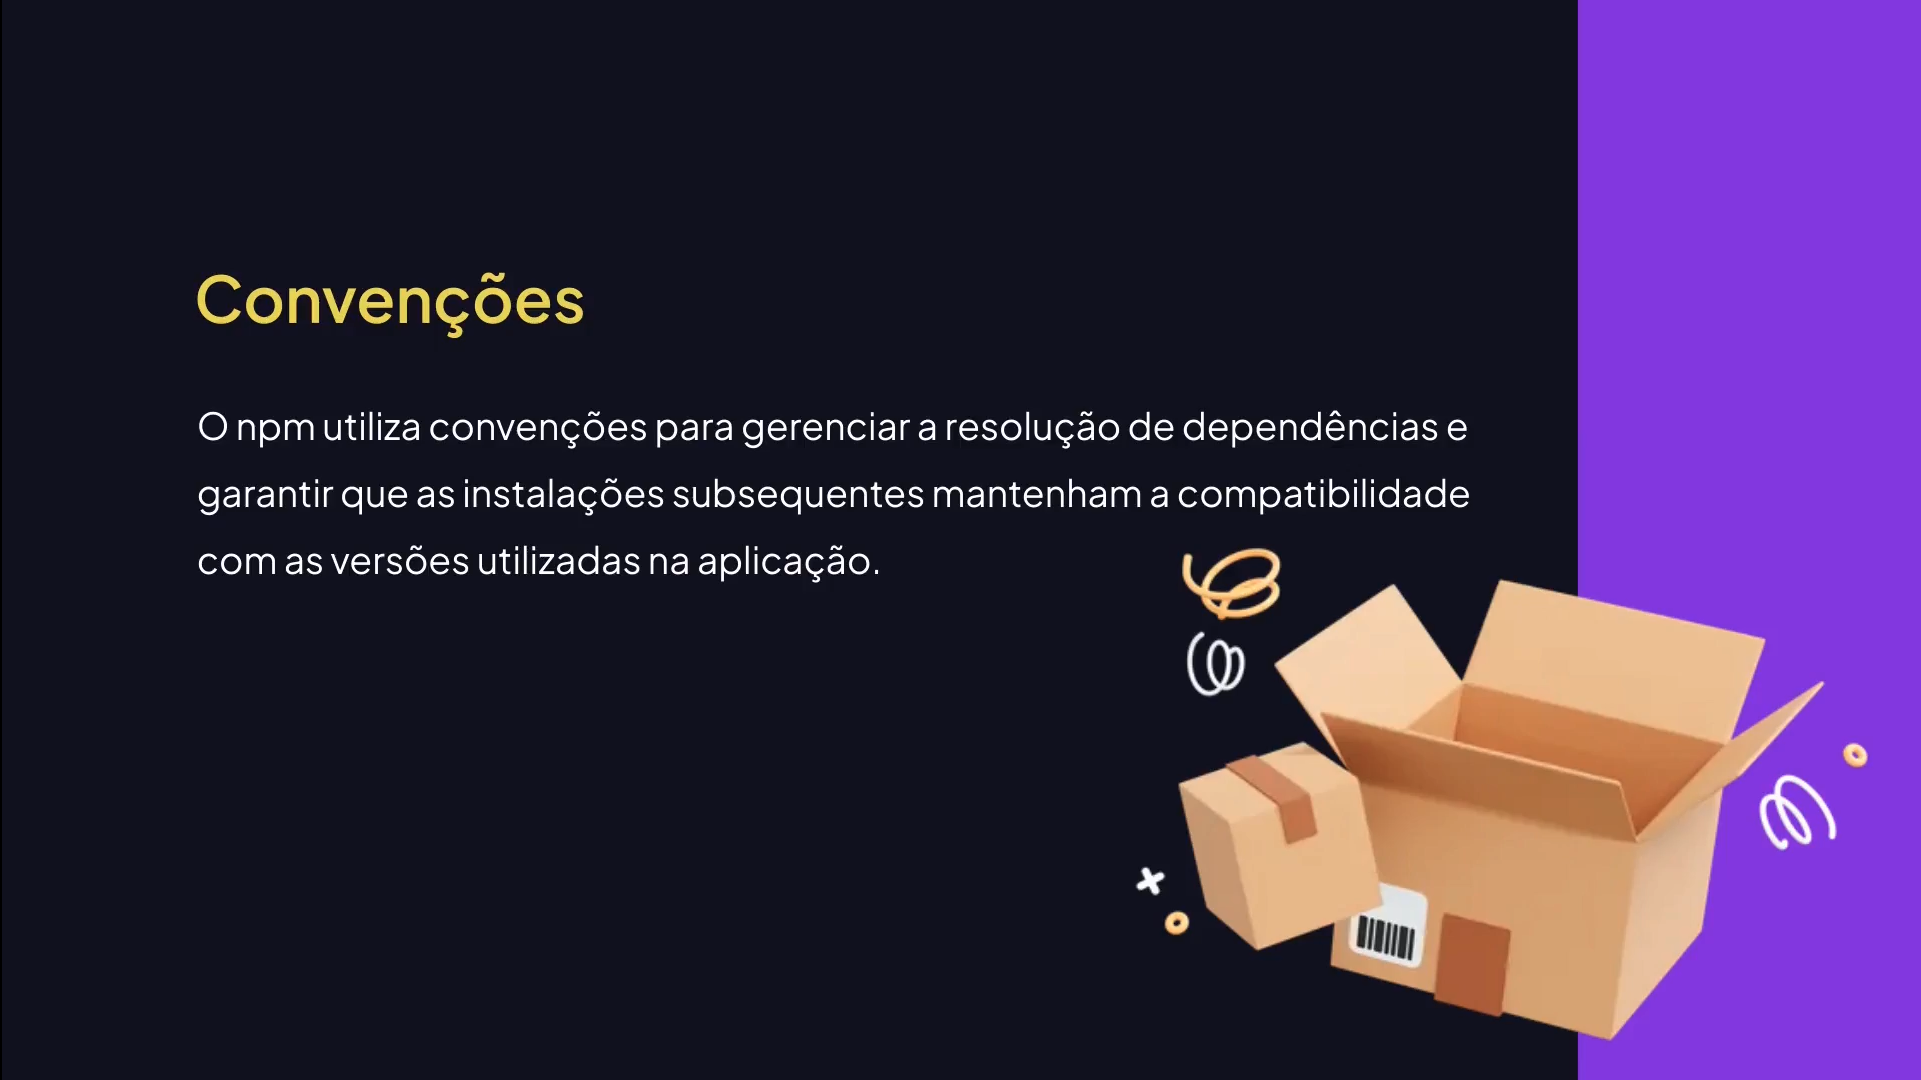 Convenções
O npm utiliza convenções para gerenciar a resolução de dependências e
garantir que as instalações subsequentes mantenham a compatibilidade
com as versões utilizadas na aplicação.